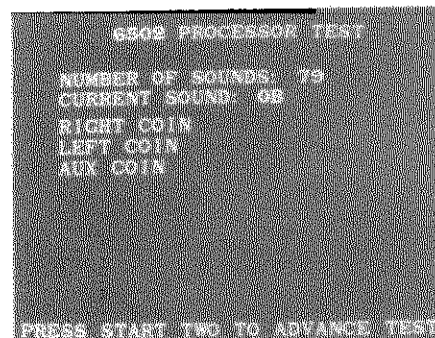 6502 PROCESSOR TEST
NUMBER OF SOUNDS: 79
CURRENT SOUND: 0B
RIGHT COIN
LEFT COIN
AUX COIN
PRESS START TWO TO ADVANCE TEST